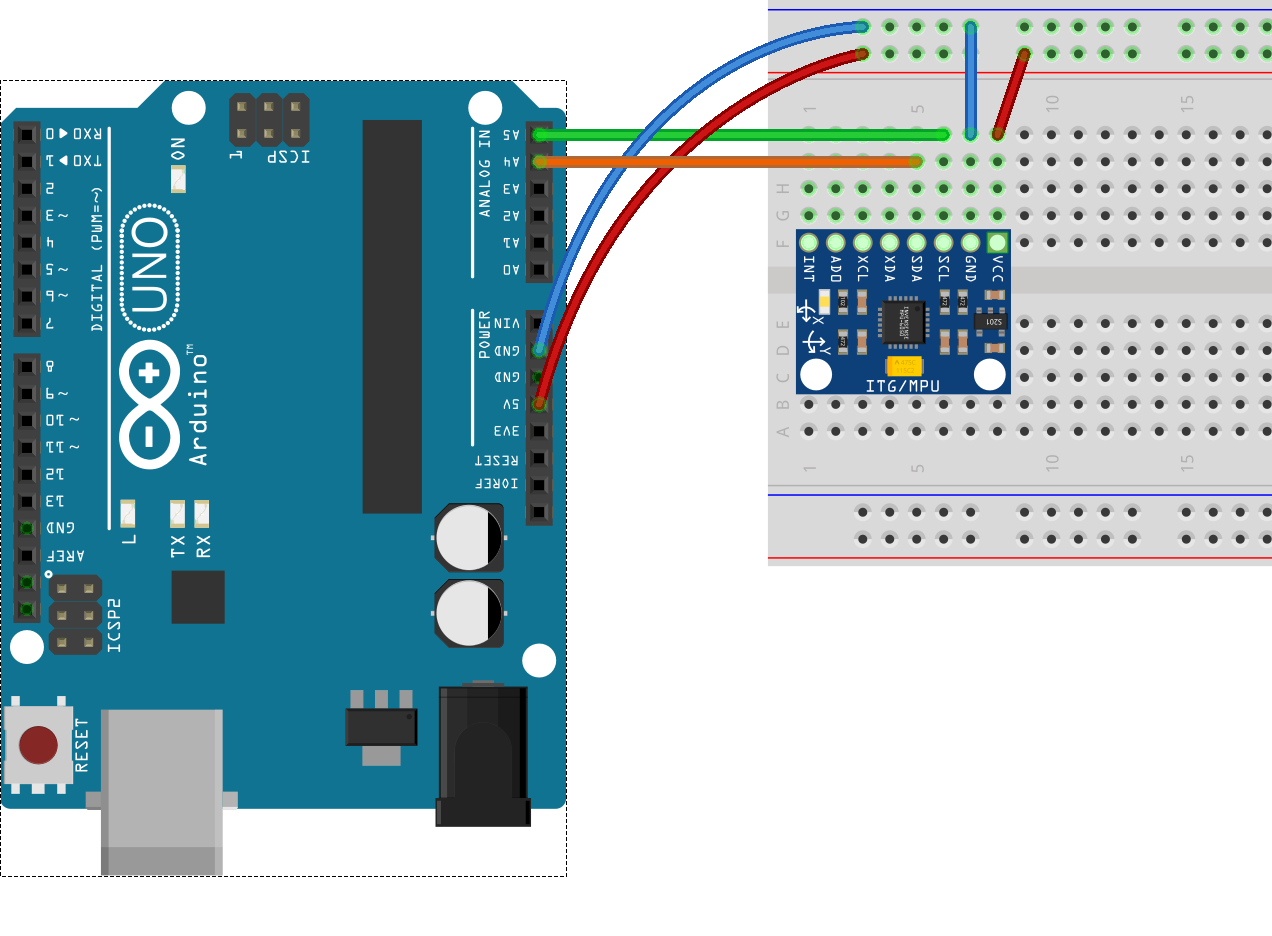 RXD ◀ 0
TXD ◀ 1
2
~ 3
4
~ 5
~ 6
7
DIGITAL (PWM=~)
8
~ 9
~ 10
~ 11
12
13
GND
AREF
ON
1 ICSP
UNO
Arduino™
L
TX
RX
ICSP2
RESET
ANALOG IN
A5
A4
A3
A2
A1
A0
POWER
VIN
GND
GND
5V
3V3
RESET
IOREF
1
5
10
15
H
G
F
E
D
C
B
A
INT
ADO
XCL
XDA
SDA
SCL
GND
VCC
X
Y
ITG/MPU
1
5
10
15